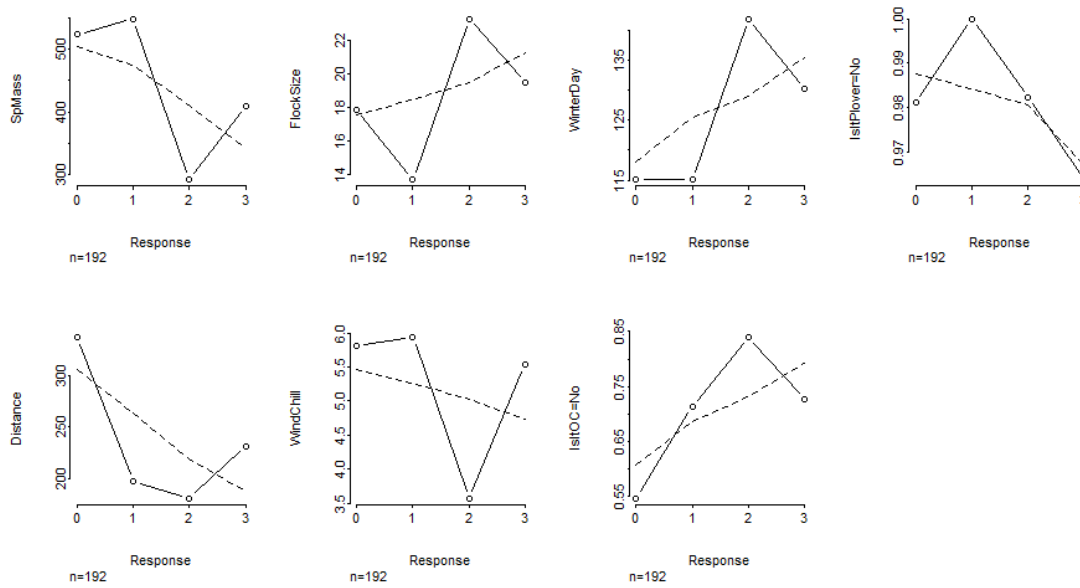 SpMass
500
400
300
0 1 2 3
Response
n=192
FlockSize
22
20
18
16
14
0 1 2 3
Response
n=192
WinterDay
135
125
115
0 1 2 3
Response
n=192
IsItPlover=No
1.00
0.99
0.98
0.97
0 1 2 3
Response
n=192
Distance
300
250
200
0 1 2 3
Response
n=192
WindChill
6.0
5.5
5.0
4.5
4.0
3.5
0 1 2 3
Response
n=192
IsItOC=No
0.85
0.75
0.65
0.55
0 1 2 3
Response
n=192